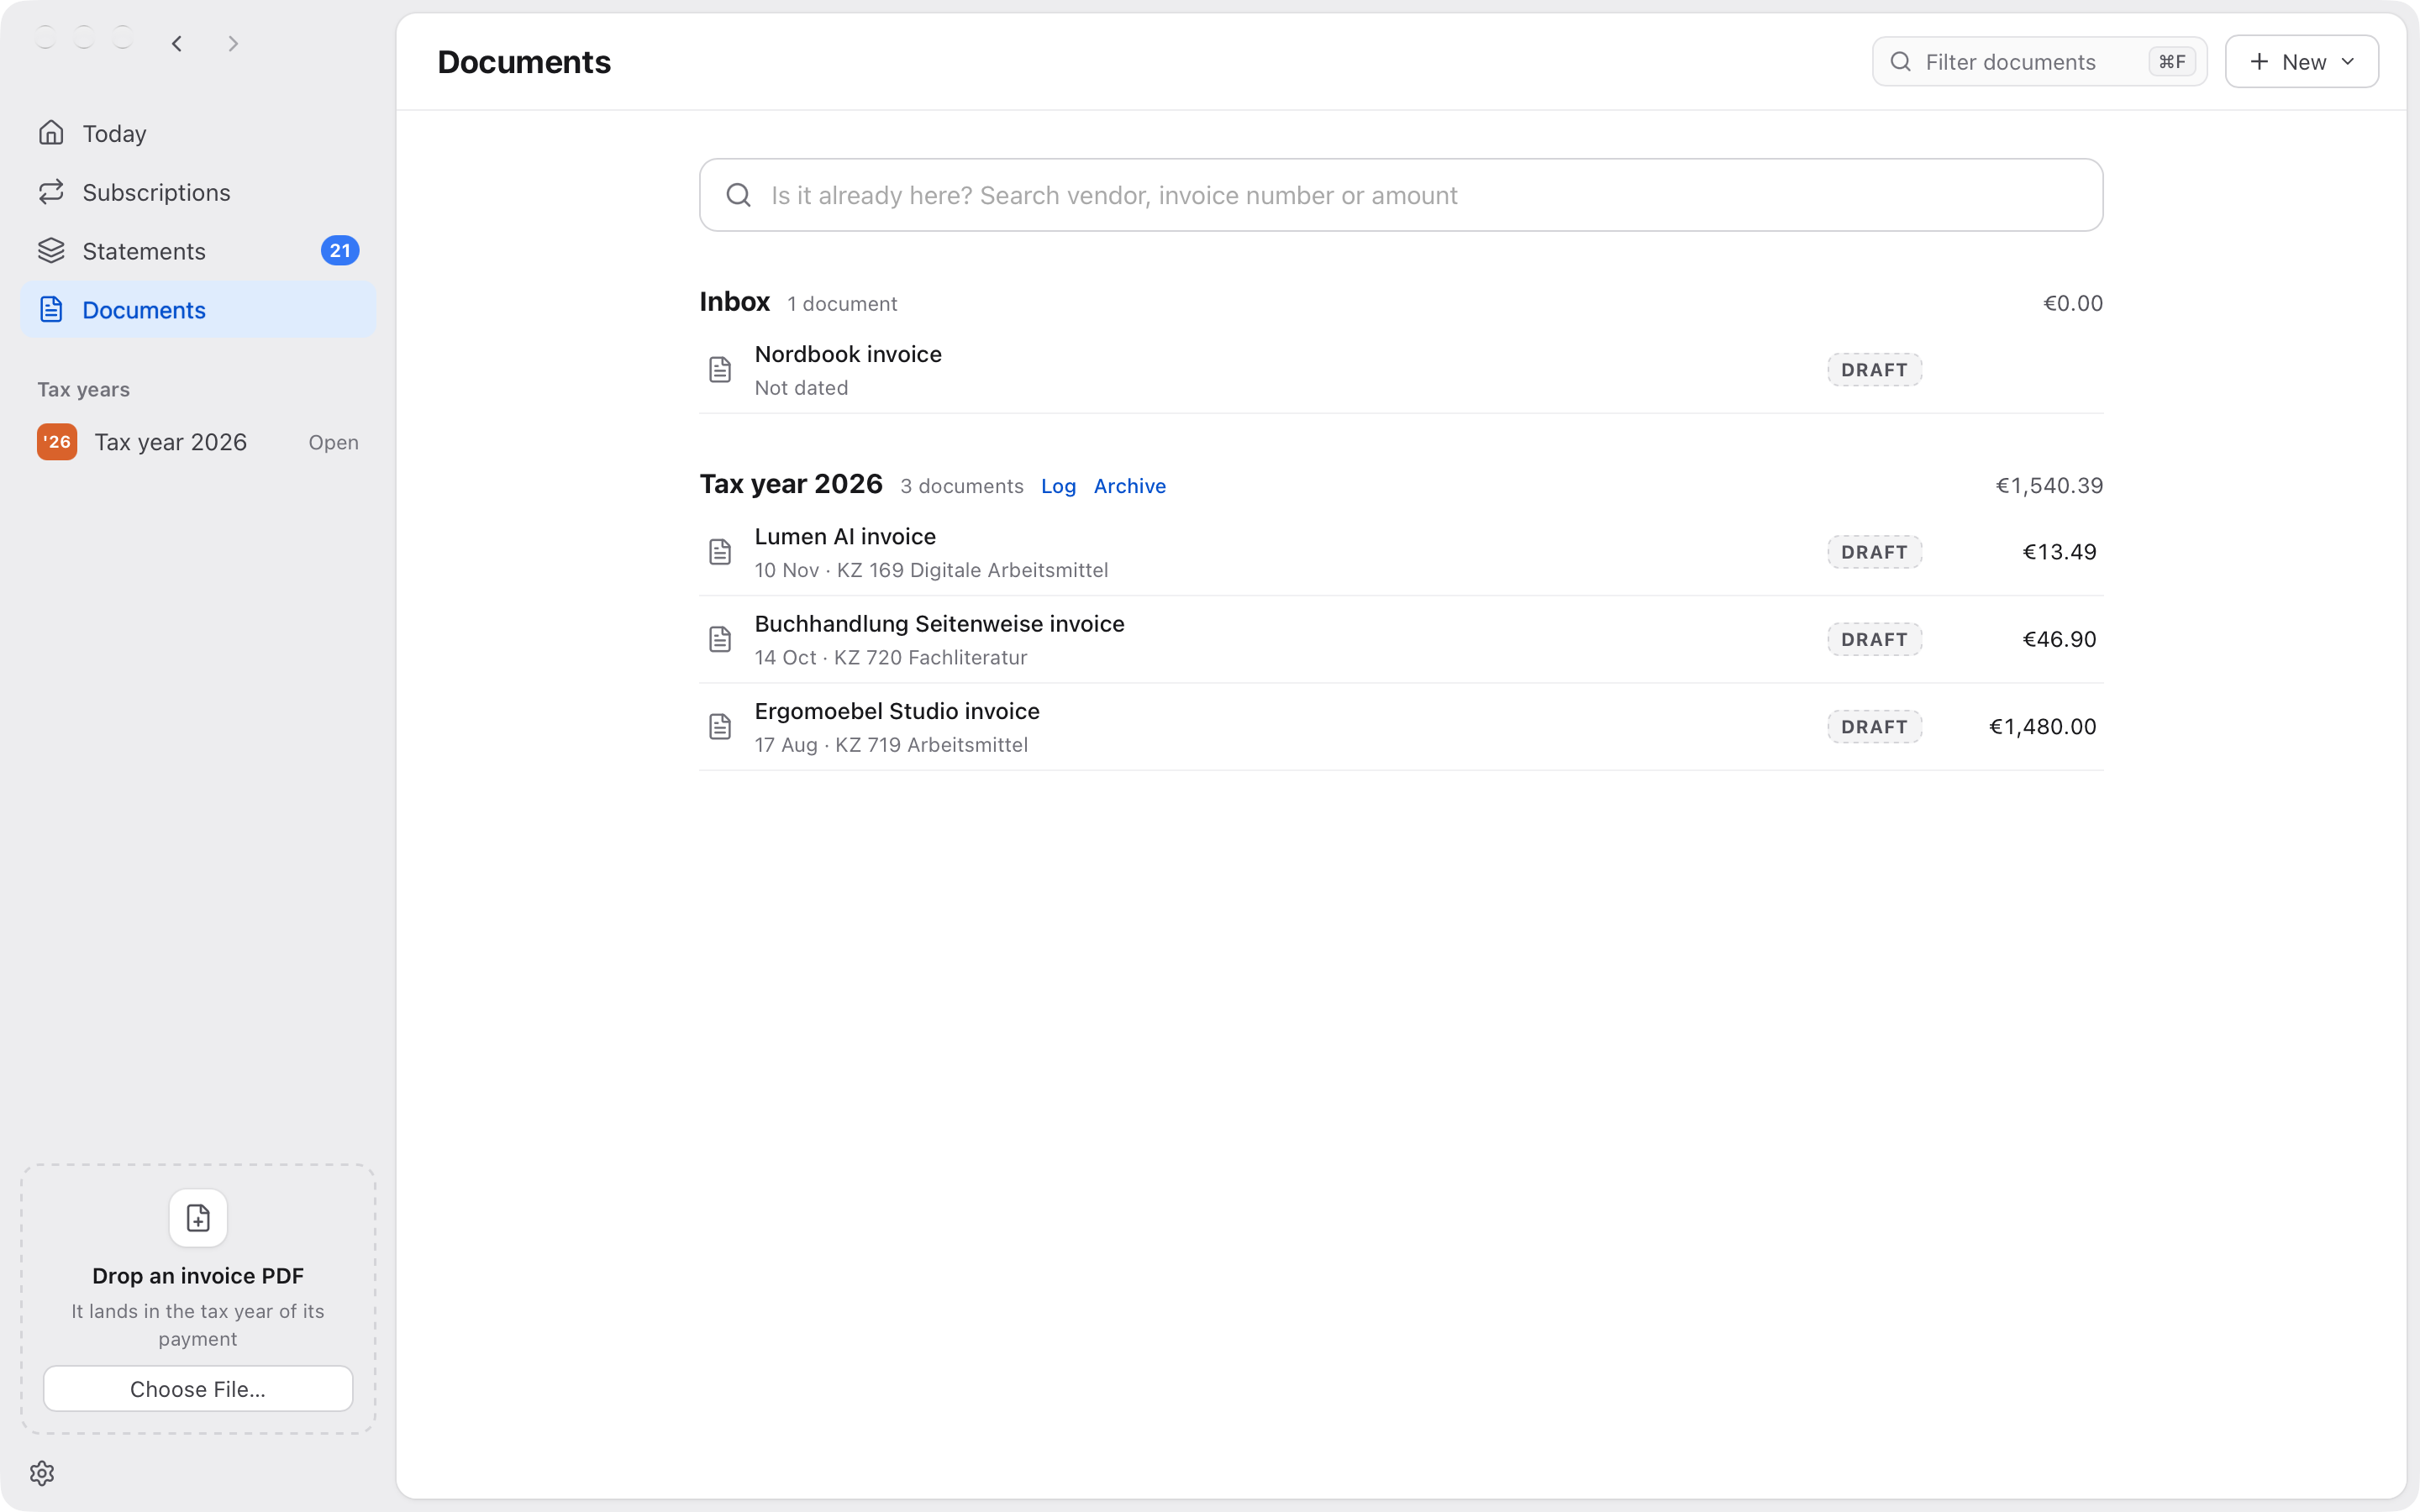 Today
Subscriptions
Statements 21
Documents
Tax years
'26 Tax year 2026 Open
Drop an invoice PDF
It lands in the tax year of its
payment
Choose File...
Documents
Filter documents ⌘F
New
Is it already here? Search vendor, invoice number or amount
Inbox 1 document €0.00
Nordbook invoice
Not dated
DRAFT
Tax year 2026 3 documents Log Archive €1,540.39
Lumen AI invoice
10 Nov · KZ 169 Digitale Arbeitsmittel
DRAFT €13.49
Buchhandlung Seitenweise invoice
14 Oct · KZ 720 Fachliteratur
DRAFT €46.90
Ergomoebel Studio invoice
17 Aug · KZ 719 Arbeitsmittel
DRAFT €1,480.00